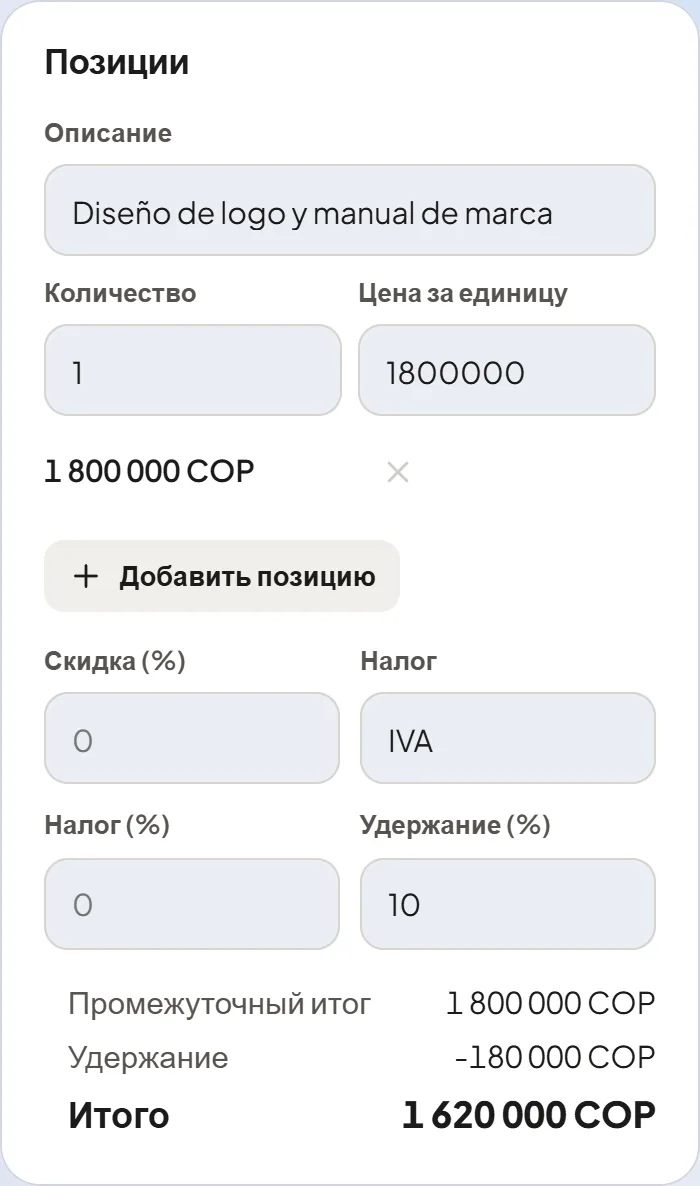 Позиции
Описание
Diseño de logo y manual de marca
Количество Цена за единицу
1 1800000
1 800 000 COP ×
+ Добавить позицию
Скидка (%) Налог
0 IVA
Налог (%) Удержание (%)
0 10
Промежуточный итог 1 800 000 COP
Удержание -180 000 COP
Итого 1 620 000 COP